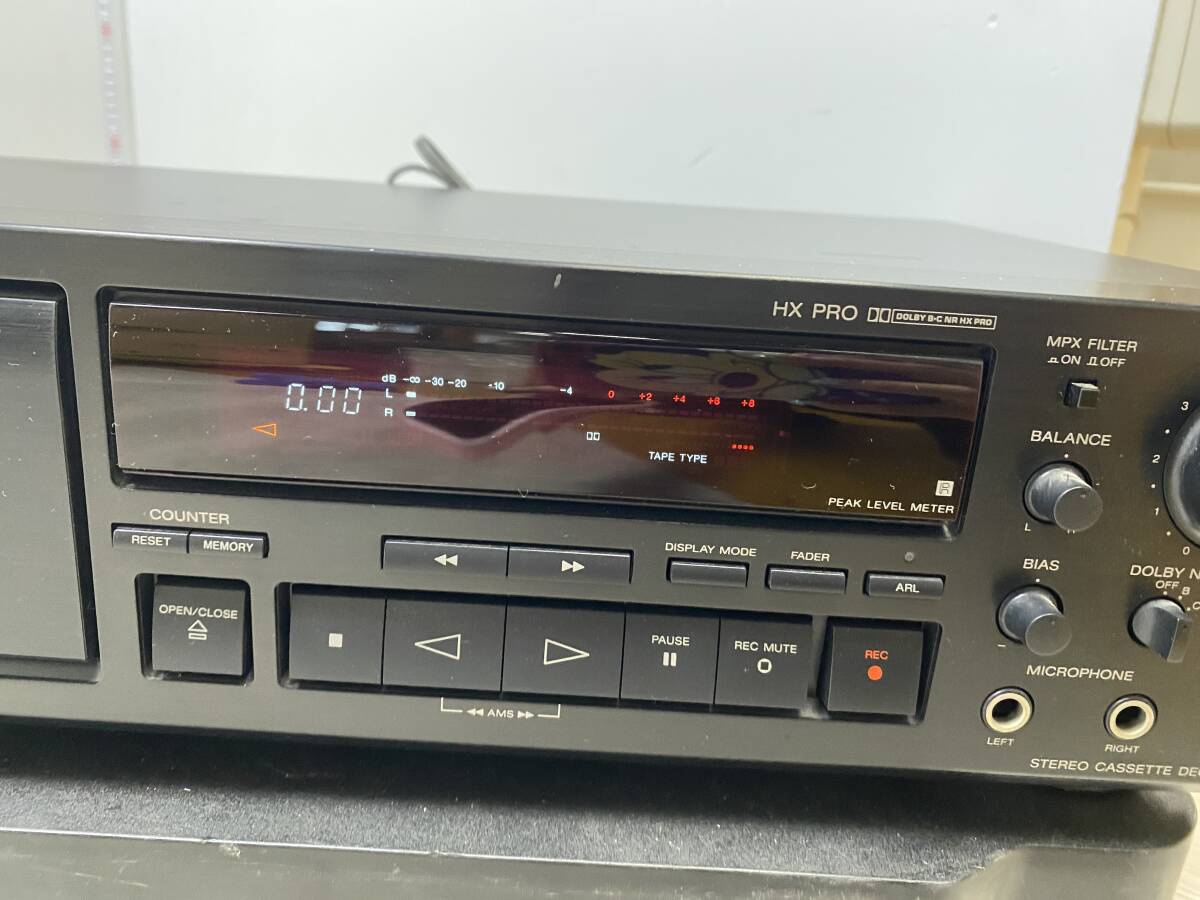 HX PRO DOLBY B-C NR HX PRO
MPX FILTER
ON OFF
dB -∞ -30 -20 -10 -4 0 +2 +4 +6 +8
L
R
0.00
TAPE TYPE
PEAK LEVEL METER
BALANCE
L
3
2
1
0
COUNTER
RESET MEMORY
◀◀ ▶▶
DISPLAY MODE FADER
ARL
BIAS
–
DOLBY N
OFF B C
OPEN/CLOSE
PAUSE
REC MUTE
REC
◀◀ AMS ▶▶
MICROPHONE
LEFT RIGHT
STEREO CASSETTE DEC